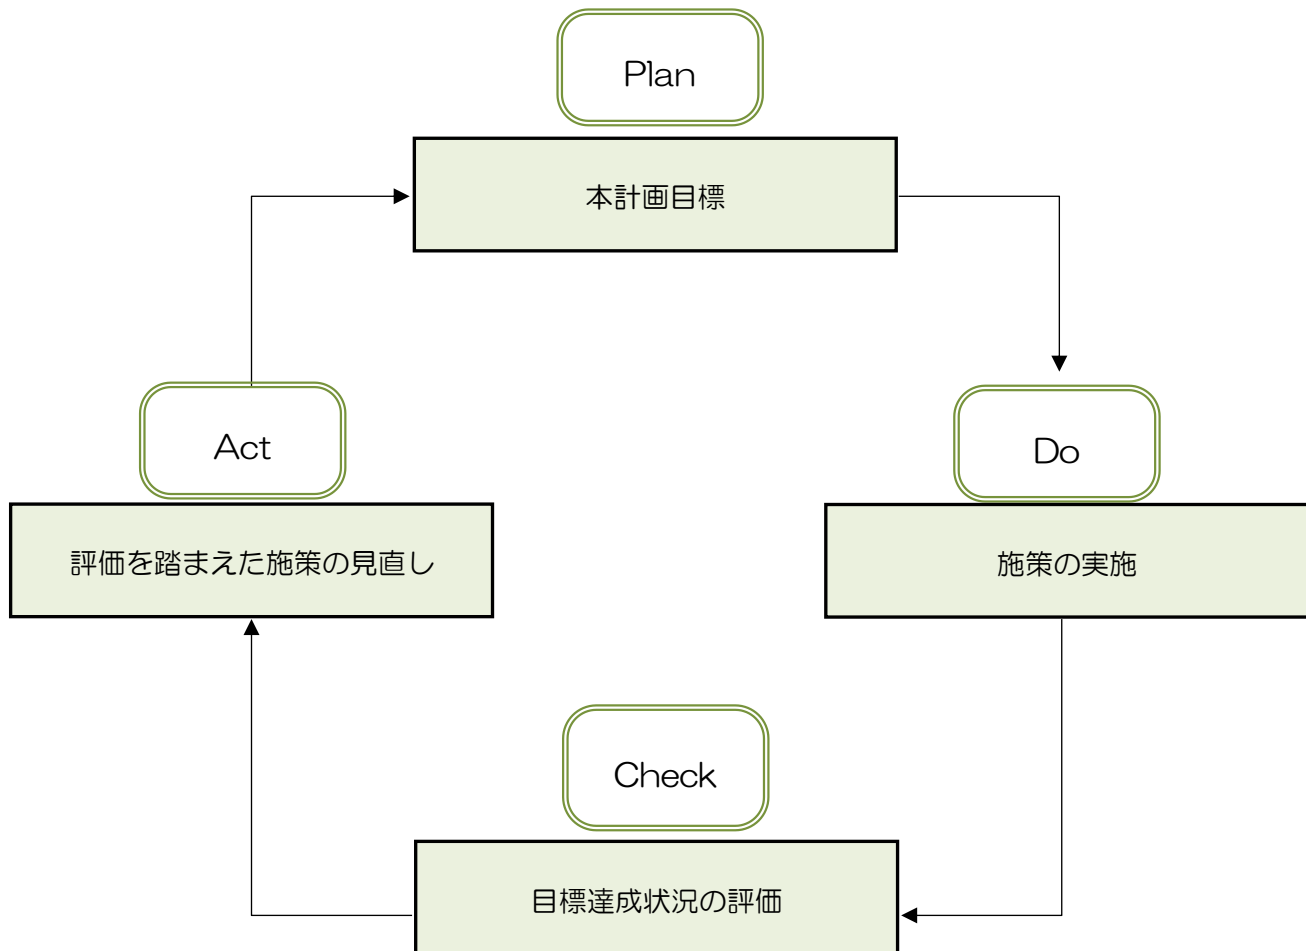 Plan
本計画目標
Act
評価を踏まえた施策の見直し
Do
施策の実施
Check
目標達成状況の評価